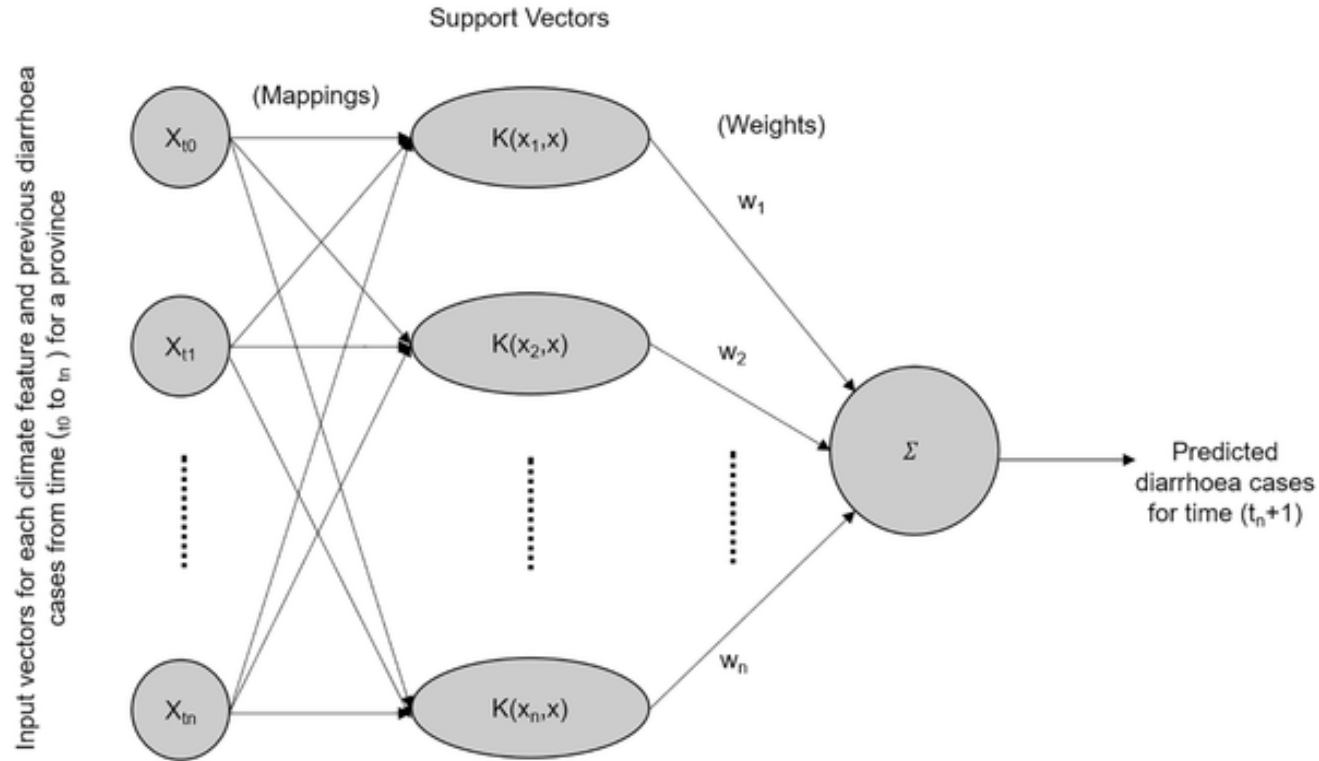 Support Vectors
Input vectors for each climate feature and previous diarrhoea
cases from time (t0 to tn ) for a province
(Mappings)
(Weights)
Xt0
K(x1,x)
w1
Xt1
K(x2,x)
w2
Σ
Predicted
diarrhoea cases
for time (tn+1)
Xtn
K(xn,x)
wn